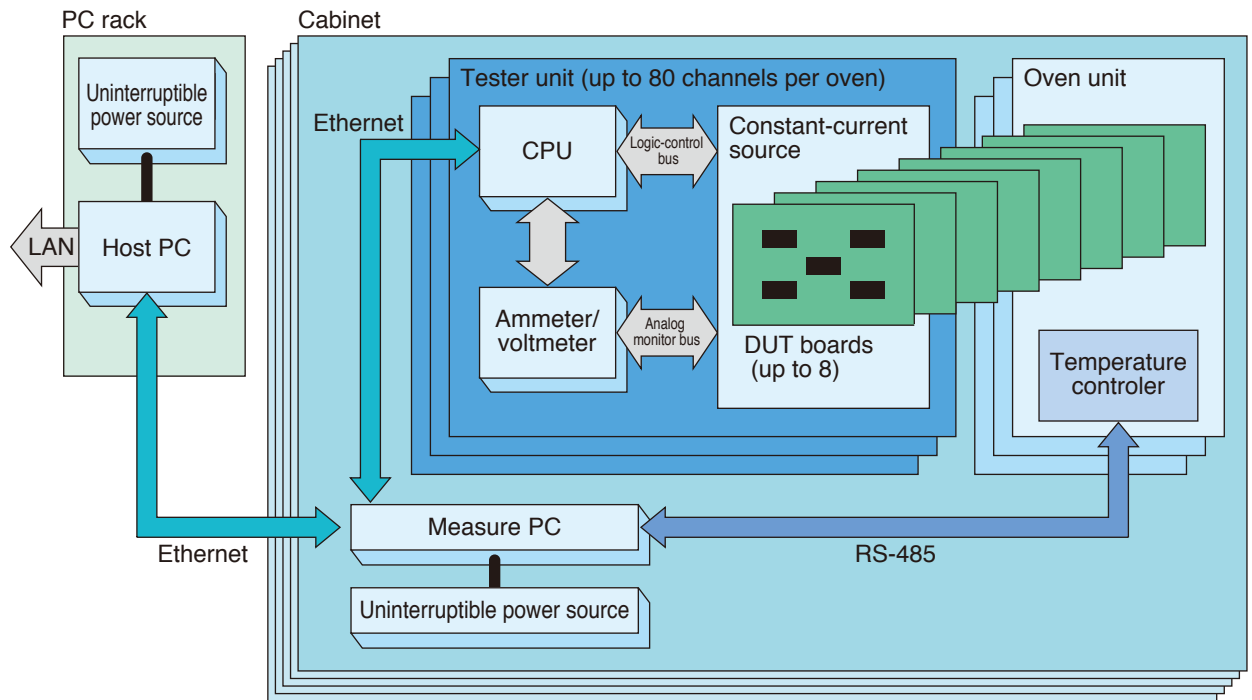 PC rack
Uninterruptible
power source
Host PC
LAN
Ethernet
Cabinet
Ethernet
Tester unit (up to 80 channels per oven)
CPU
Logic-control
bus
Constant-current
source
Ammeter/
voltmeter
Analog
monitor bus
DUT boards
(up to 8)
Oven unit
Temperature
controler
Measure PC
RS-485
Uninterruptible power source